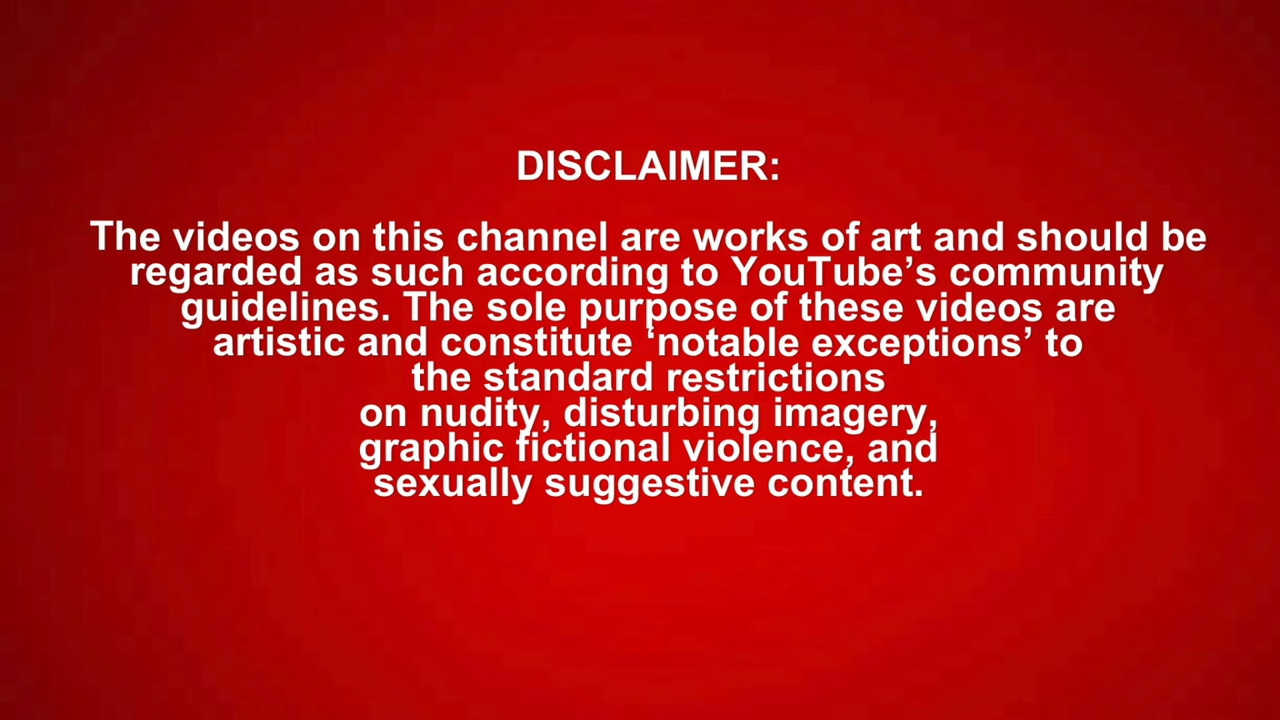 DISCLAIMER:
The videos on this channel are works of art and should be
regarded as such according to YouTube’s community
guidelines. The sole purpose of these videos are
artistic and constitute ‘notable exceptions’ to
the standard restrictions
on nudity, disturbing imagery,
graphic fictional violence, and
sexually suggestive content.